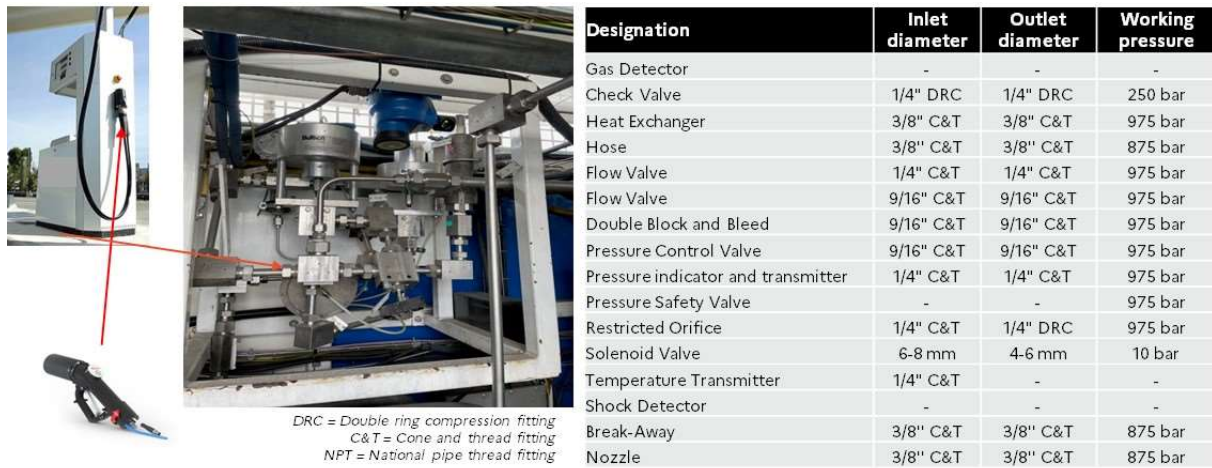 Designation Inlet diameter Outlet diameter Working pressure
Gas Detector - - -
Check Valve 1/4" DRC 1/4" DRC 250 bar
Heat Exchanger 3/8" C&T 3/8" C&T 975 bar
Hose 3/8'' C&T 3/8'' C&T 875 bar
Flow Valve 1/4" C&T 1/4" C&T 975 bar
Flow Valve 9/16" C&T 9/16" C&T 975 bar
Double Block and Bleed 9/16" C&T 9/16" C&T 975 bar
Pressure Control Valve 9/16" C&T 9/16" C&T 975 bar
Pressure indicator and transmitter 1/4" C&T 1/4" C&T 975 bar
Pressure Safety Valve - - 975 bar
Restricted Orifice 1/4" C&T 1/4" DRC 975 bar
Solenoid Valve 6-8 mm 4-6 mm 10 bar
Temperature Transmitter 1/4" C&T - -
Shock Detector - - -
Break-Away 3/8'' C&T 3/8'' C&T 875 bar
Nozzle 3/8'' C&T 3/8'' C&T 875 bar
DRC = Double ring compression fitting
C&T = Cone and thread fitting
NPT = National pipe thread fitting